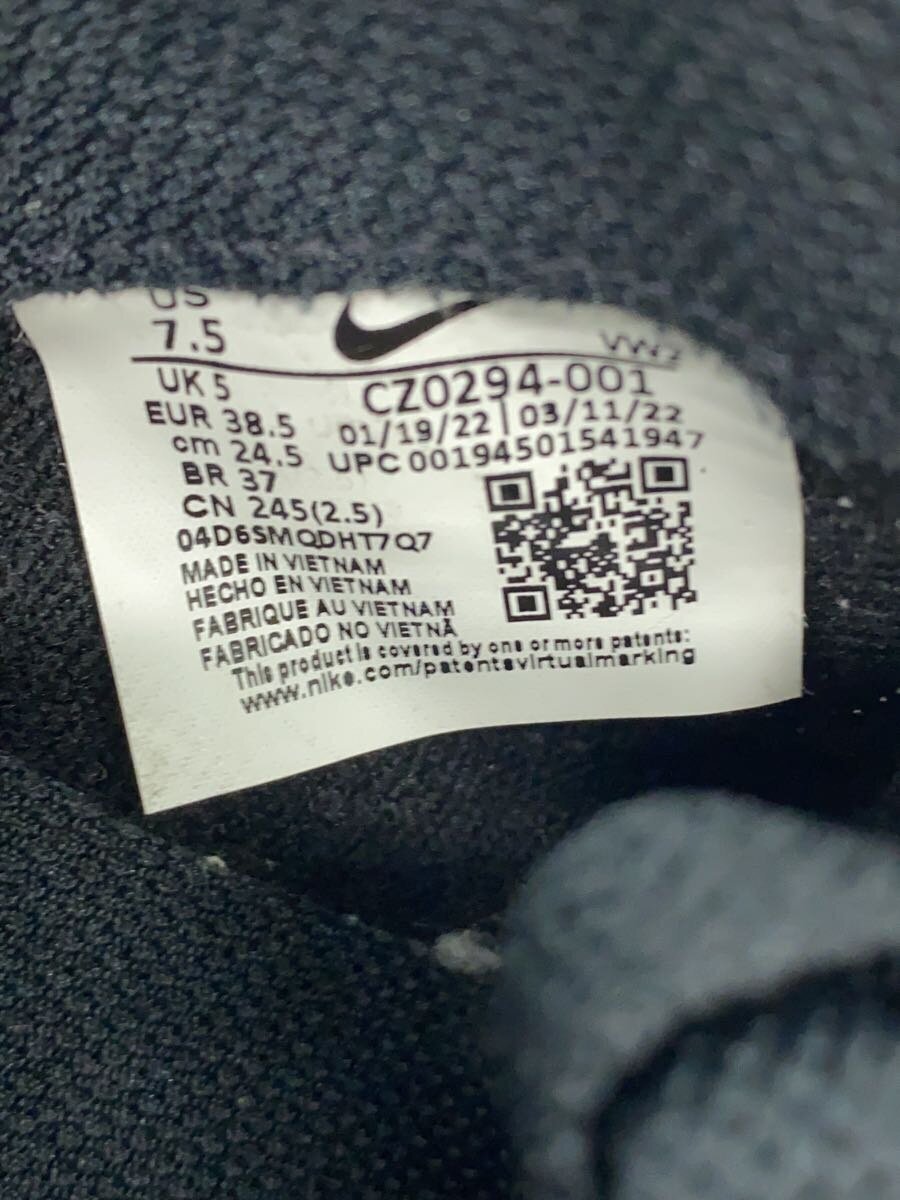 US
7.5
VW2
UK 5
CZ0294-001
EUR 38.5
01/19/22 | 03/11/22
cm 24.5
UPC 00194501541947
BR 37
CN 245(2.5)
04D6SMQDHT7Q7
MADE IN VIETNAM
HECHO EN VIETNAM
FABRIQUE AU VIETNAM
FABRICADO NO VIETNÃ
This product is covered by one or more patents:
www.nike.com/patentsvirtualmarking